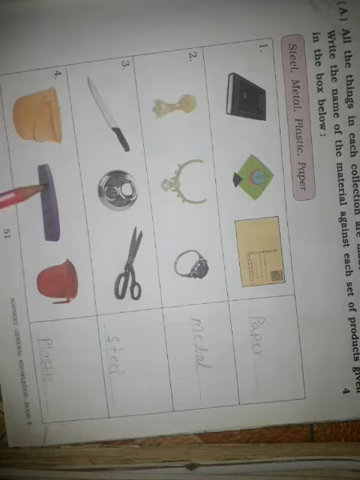 (A) All the things in each collection are made
Write the name of the material against each set of products given
in the box below :
4
Steel, Metal, Plastic, Paper
1.
Paper
2.
metal
3.
steel
4.
Plastic
51
NAVNEET GENERAL KNOWLEDGE: BOOK